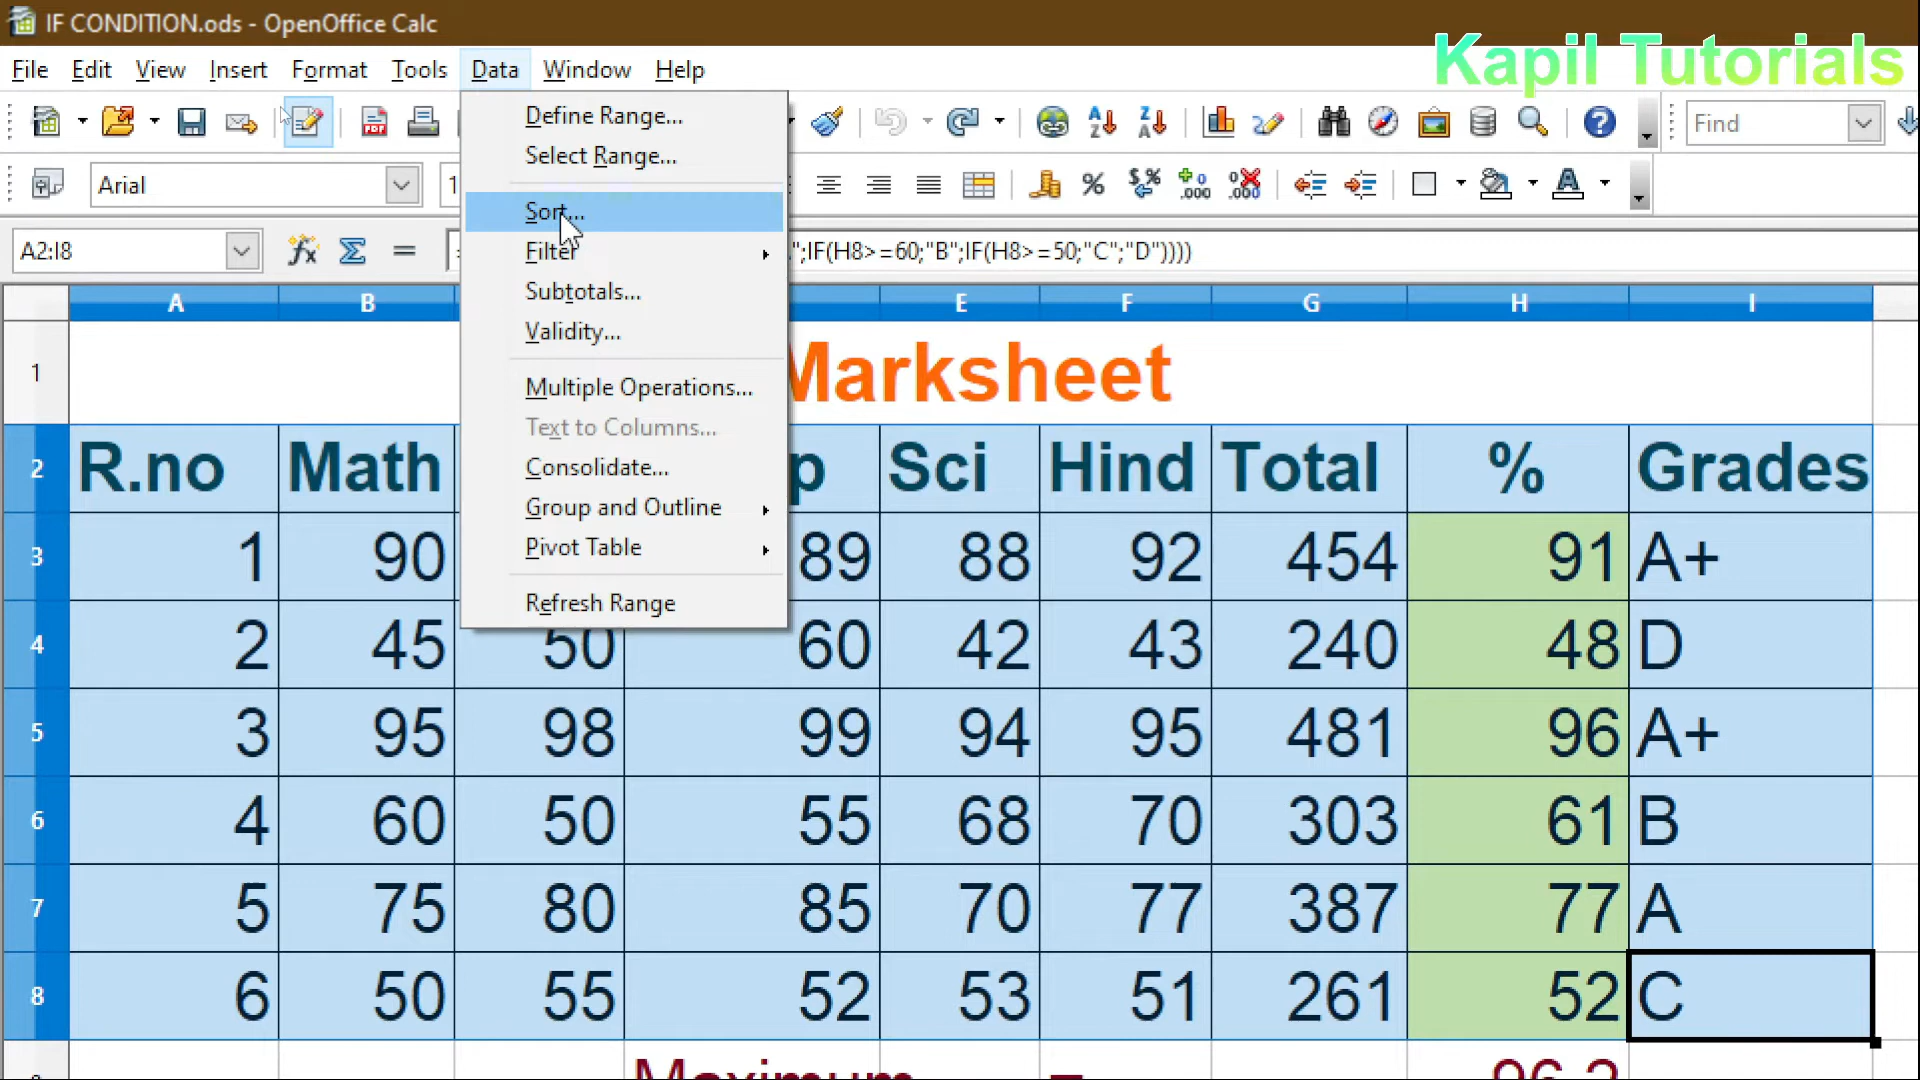 IF CONDITION.ods - OpenOffice Calc
Kapil Tutorials
File Edit View Insert Format Tools Data Window Help
Find
Arial 1
A2:I8 = ";IF(H8>=60;"B";IF(H8>=50;"C";"D"))))
Define Range...
Select Range...
Sort...
Filter
Subtotals...
Validity...
Multiple Operations...
Text to Columns...
Consolidate...
Group and Outline
Pivot Table
Refresh Range
A B E F G H I
1 Marksheet
2 R.no Math p Sci Hind Total % Grades
3 1 90 89 88 92 454 91 A+
4 2 45 50 60 42 43 240 48 D
5 3 95 98 99 94 95 481 96 A+
6 4 60 50 55 68 70 303 61 B
7 5 75 80 85 70 77 387 77 A
8 6 50 55 52 53 51 261 52 C
Maximum = 96.2